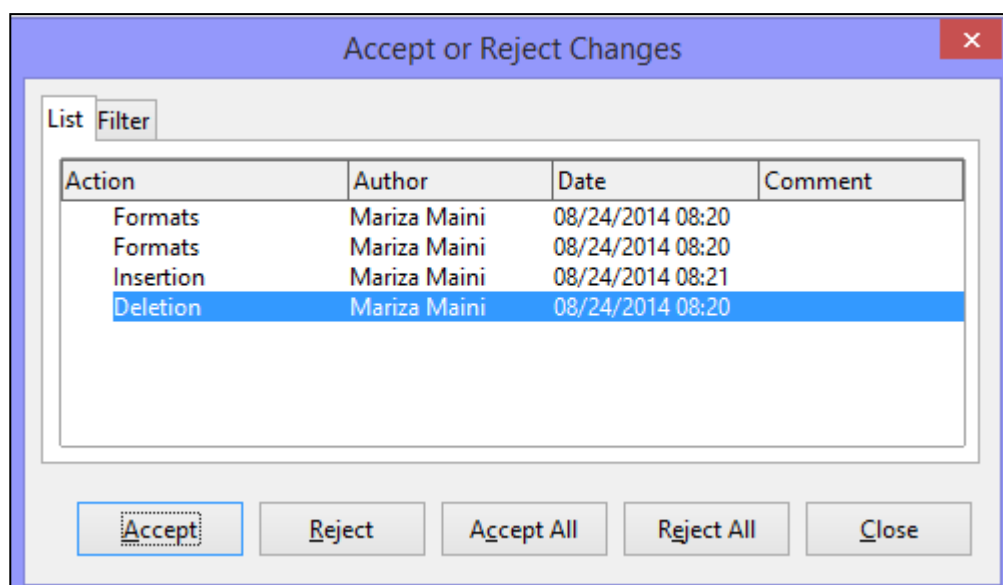 Accept or Reject Changes
List Filter
Action Author Date Comment
Formats Mariza Maini 08/24/2014 08:20
Formats Mariza Maini 08/24/2014 08:20
Insertion Mariza Maini 08/24/2014 08:21
Deletion Mariza Maini 08/24/2014 08:20
Accept Reject Accept All Reject All Close